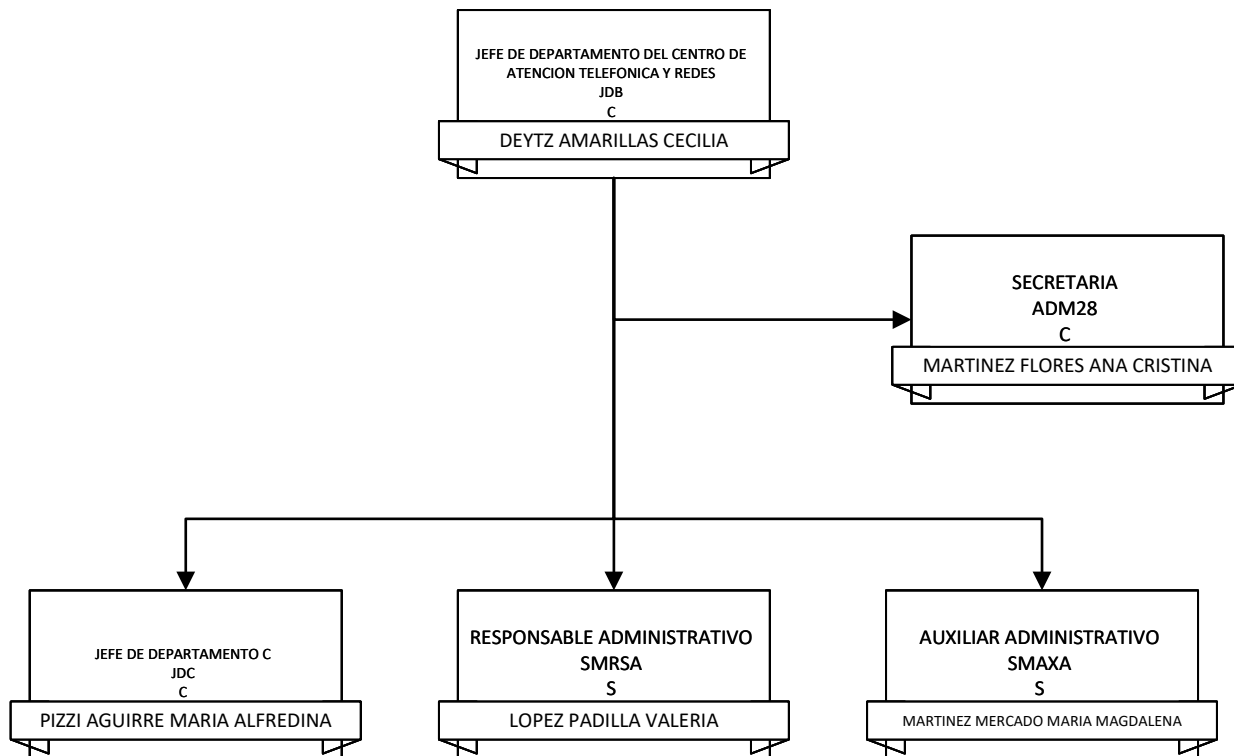 JEFE DE DEPARTAMENTO DEL CENTRO DE
ATENCION TELEFONICA Y REDES
JDB
C
DEYTZ AMARILLAS CECILIA
SECRETARIA
ADM28
C
MARTINEZ FLORES ANA CRISTINA
JEFE DE DEPARTAMENTO C
JDC
C
PIZZI AGUIRRE MARIA ALFREDINA
RESPONSABLE ADMINISTRATIVO
SMRSA
S
LOPEZ PADILLA VALERIA
AUXILIAR ADMINISTRATIVO
SMAXA
S
MARTINEZ MERCADO MARIA MAGDALENA